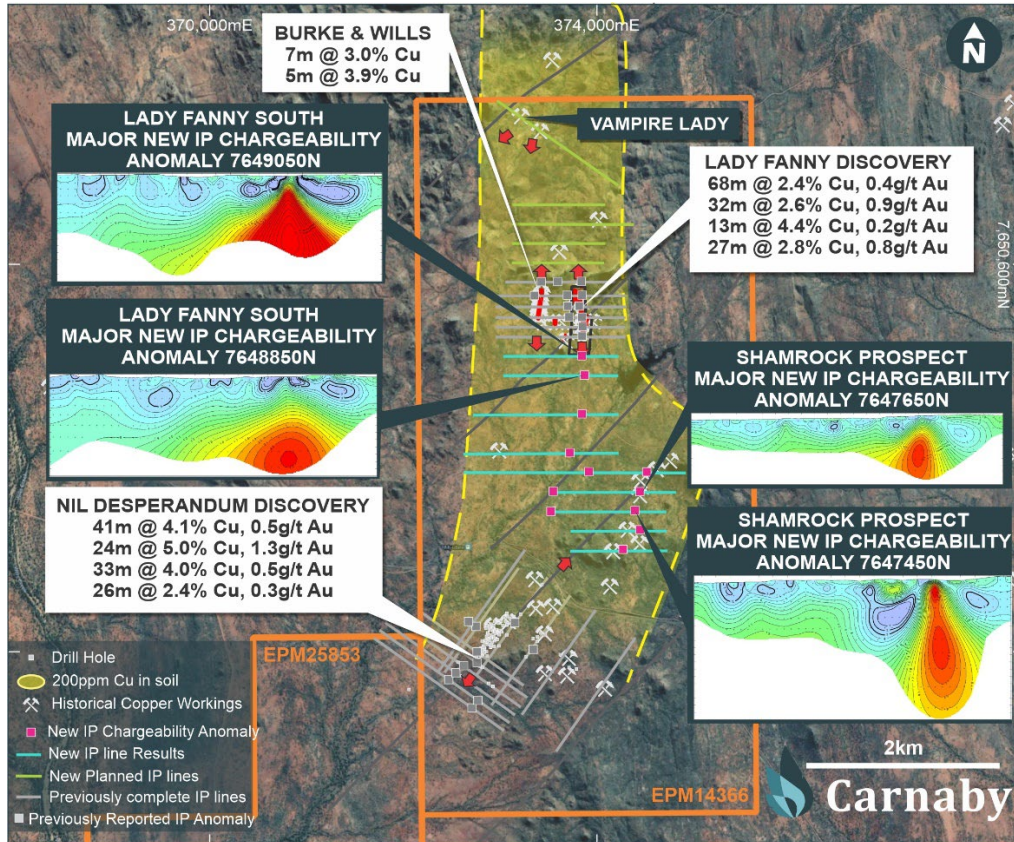 370,000mE
374,000mE
N
BURKE & WILLS
7m @ 3.0% Cu
5m @ 3.9% Cu
VAMPIRE LADY
LADY FANNY SOUTH
MAJOR NEW IP CHARGEABILITY
ANOMALY 7649050N
LADY FANNY DISCOVERY
68m @ 2.4% Cu, 0.4g/t Au
32m @ 2.6% Cu, 0.9g/t Au
13m @ 4.4% Cu, 0.2g/t Au
27m @ 2.8% Cu, 0.8g/t Au
7,650,600mN
LADY FANNY SOUTH
MAJOR NEW IP CHARGEABILITY
ANOMALY 7648850N
SHAMROCK PROSPECT
MAJOR NEW IP CHARGEABILITY
ANOMALY 7647650N
NIL DESPERANDUM DISCOVERY
41m @ 4.1% Cu, 0.5g/t Au
24m @ 5.0% Cu, 1.3g/t Au
33m @ 4.0% Cu, 0.5g/t Au
26m @ 2.4% Cu, 0.3g/t Au
SHAMROCK PROSPECT
MAJOR NEW IP CHARGEABILITY
ANOMALY 7647450N
EPM25853
Drill Hole
200ppm Cu in soil
Historical Copper Workings
New IP Chargeability Anomaly
New IP line Results
New Planned IP lines
Previously complete IP lines
Previously Reported IP Anomaly
EPM14366
2km
Carnaby